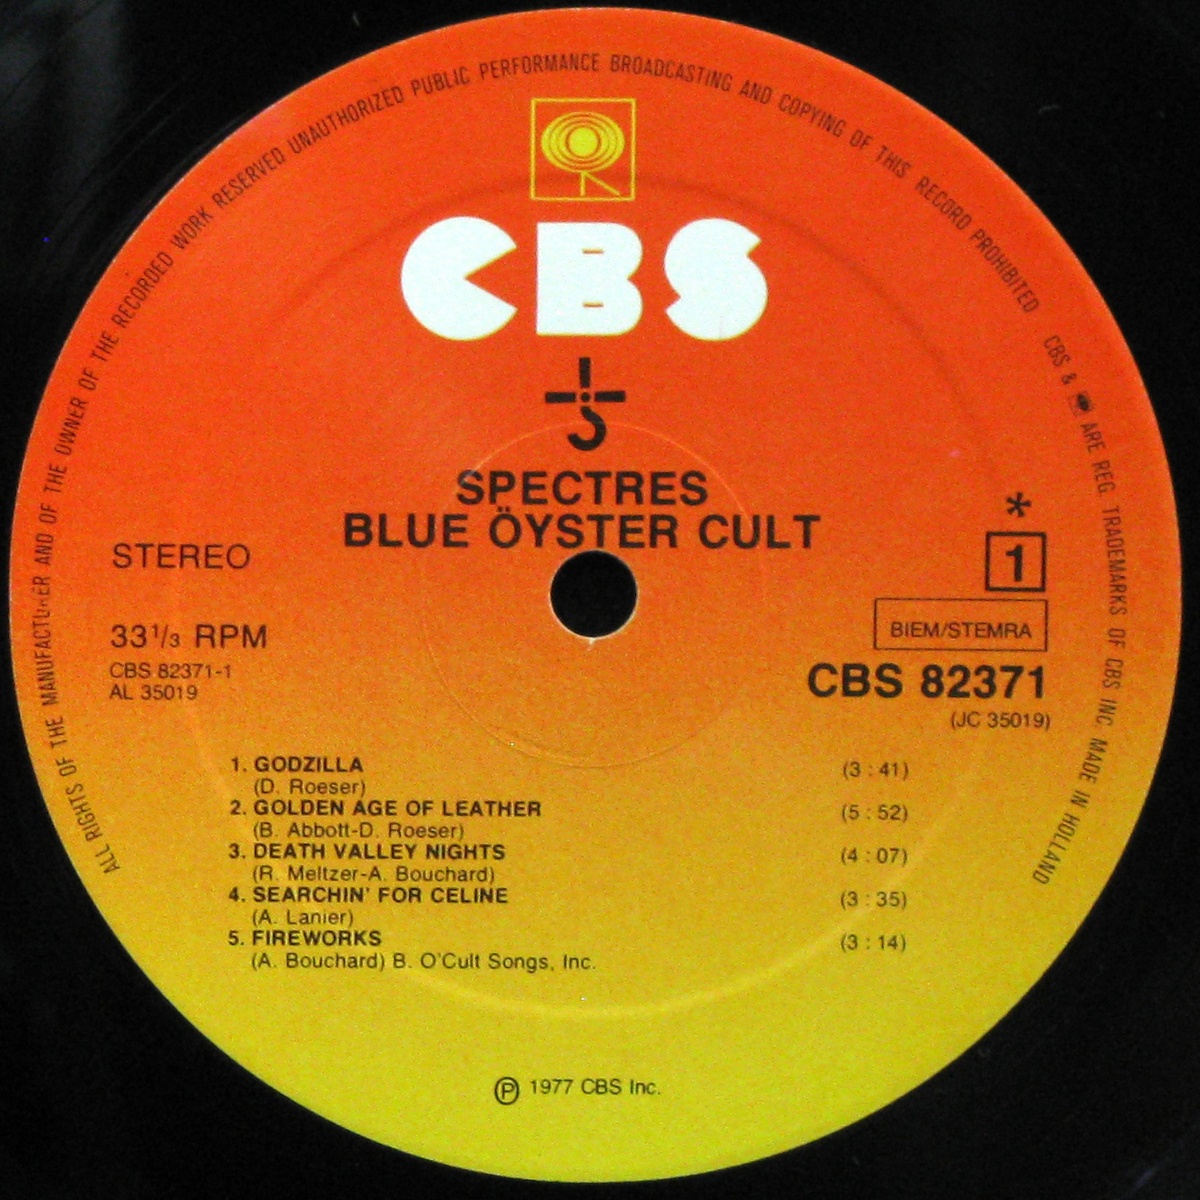 ALL RIGHTS OF THE MANUFACTURER AND OF THE OWNER OF THE RECORDED WORK RESERVED UNAUTHORIZED PUBLIC PERFORMANCE BROADCASTING AND COPYING OF THIS RECORD PROHIBITED CBS & ARE REG. TRADEMARKS OF CBS INC. MADE IN HOLLAND
CBS
SPECTRES
BLUE ÖYSTER CULT
STEREO
*
1
33 1/3 RPM
BIEM/STEMRA
CBS 82371-1
CBS 82371
AL 35019
(JC 35019)
1. GODZILLA (3 : 41)
(D. Roeser)
2. GOLDEN AGE OF LEATHER (5 : 52)
(B. Abbott-D. Roeser)
3. DEATH VALLEY NIGHTS (4 : 07)
(R. Meltzer-A. Bouchard)
4. SEARCHIN' FOR CELINE (3 : 35)
(A. Lanier)
5. FIREWORKS (3 : 14)
(A. Bouchard) B. O'Cult Songs, Inc.
Ⓟ 1977 CBS Inc.